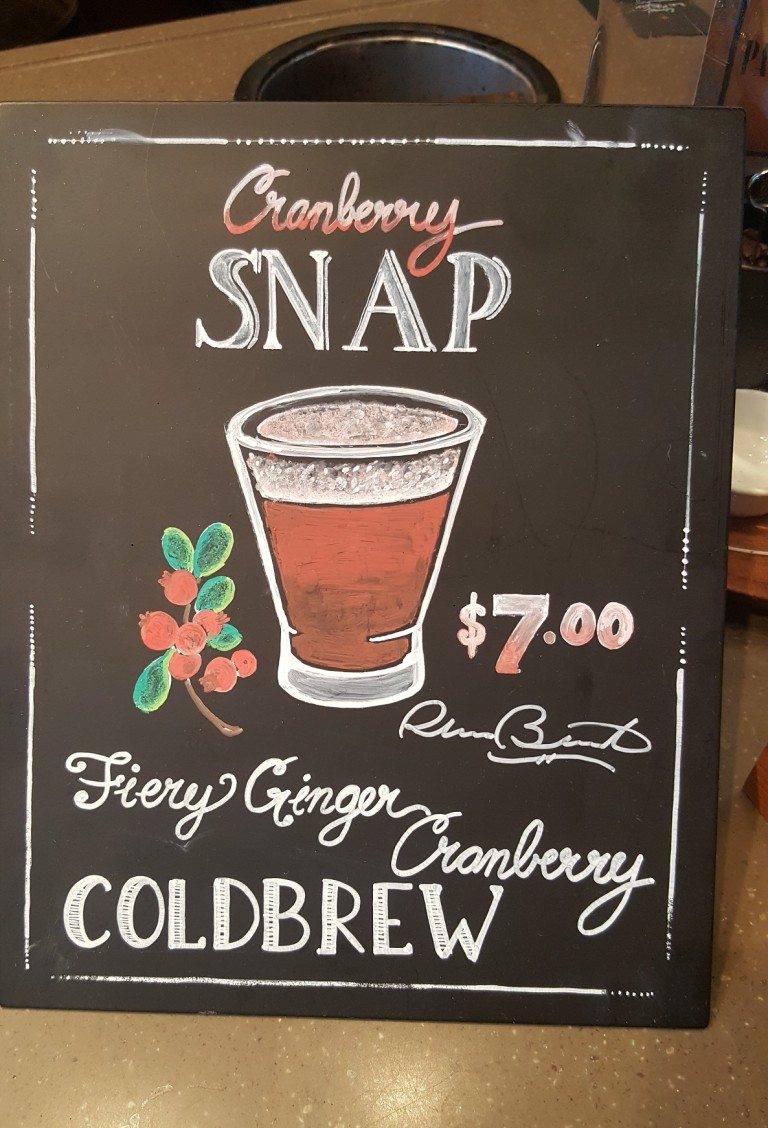 Cranberry
SNAP
$7.00
Fiery Ginger
Cranberry
COLDBREW